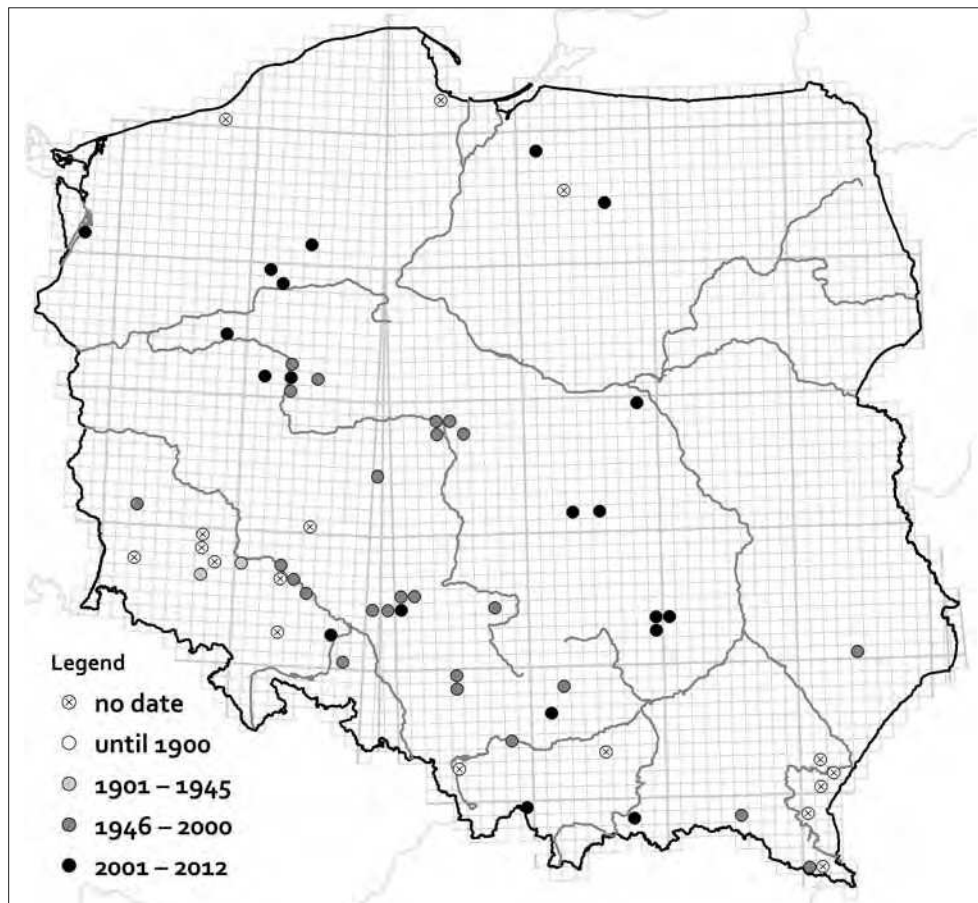 Legend
no date
until 1900
1901 – 1945
1946 – 2000
2001 – 2012